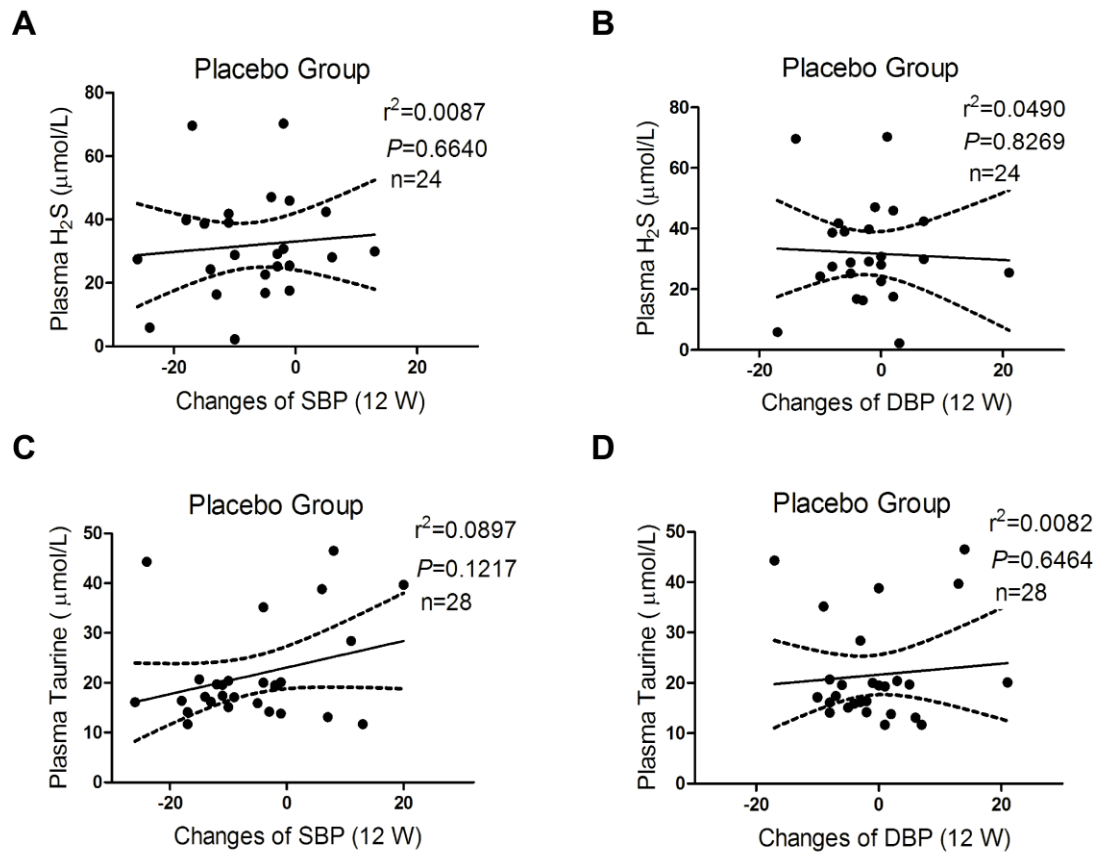 A
Placebo Group
r²=0.0087
P=0.6640
n=24
Plasma H₂S (μmol/L)
80
60
40
20
0
-20
0
20
Changes of SBP (12 W)
B
Placebo Group
r²=0.0490
P=0.8269
n=24
Plasma H₂S (μmol/L)
80
60
40
20
0
-20
0
20
Changes of DBP (12 W)
C
Placebo Group
r²=0.0897
P=0.1217
n=28
Plasma Taurine ( μmol/L)
50
40
30
20
10
0
-20
0
20
Changes of SBP (12 W)
D
Placebo Group
r²=0.0082
P=0.6464
n=28
Plasma Taurine ( μmol/L)
50
40
30
20
10
0
-20
0
20
Changes of DBP (12 W)